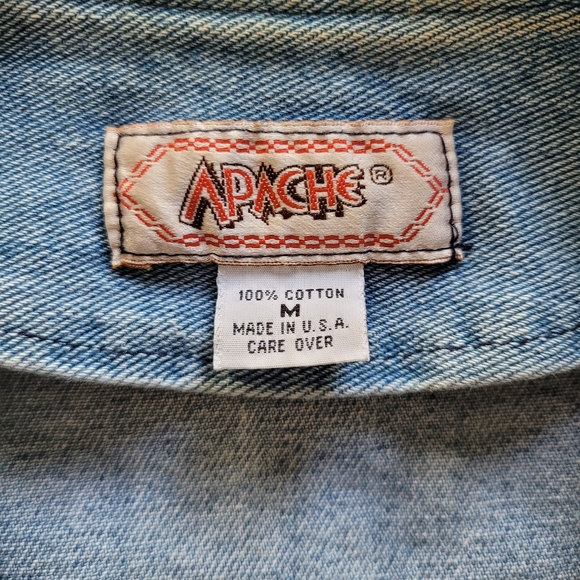 APACHE®
100% COTTON
M
MADE IN U.S.A.
CARE OVER